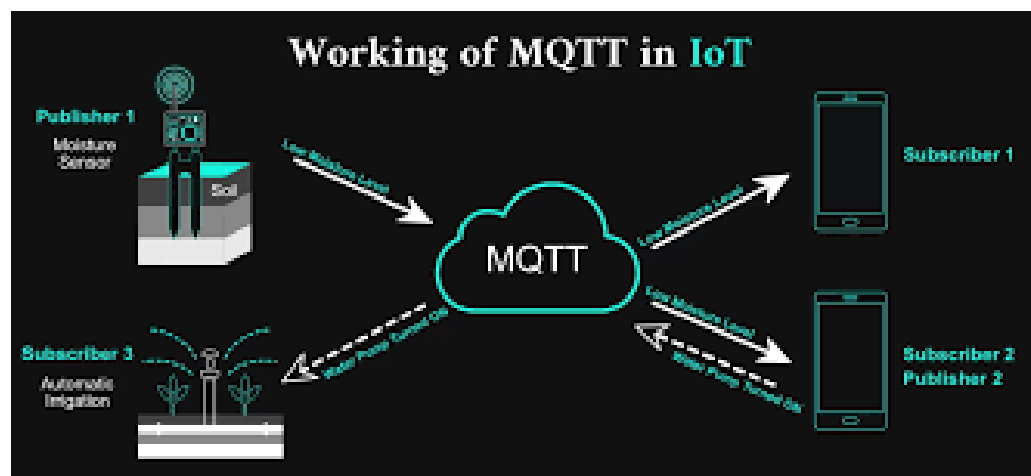 Working of MQTT in IoT
Publisher 1
Moisture
Sensor
Soil
Low Moisture Level
MQTT
Low Moisture Level
Subscriber 1
Low Moisture Level
Water Pump Turned ON
Subscriber 2
Publisher 2
Water Pump Turned ON
Subscriber 3
Automatic
Irrigation